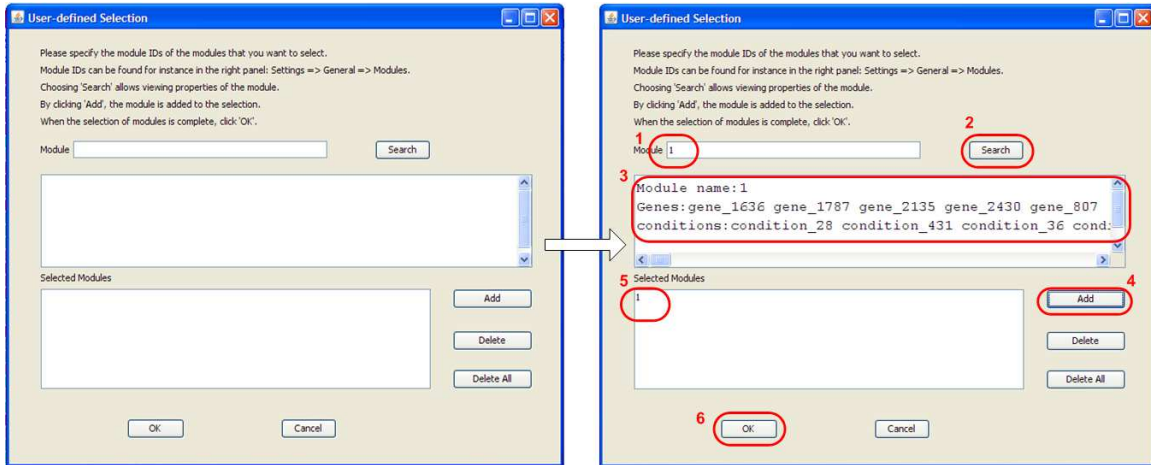 User-defined Selection
Please specify the module IDs of the modules that you want to select.
Module IDs can be found for instance in the right panel: Settings => General => Modules.
Choosing 'Search' allows viewing properties of the module.
By clicking 'Add', the module is added to the selection.
When the selection of modules is complete, click 'OK'.
Module
Search
Selected Modules
Add
Delete
Delete All
OK
Cancel
User-defined Selection
Please specify the module IDs of the modules that you want to select.
Module IDs can be found for instance in the right panel: Settings => General => Modules.
Choosing 'Search' allows viewing properties of the module.
By clicking 'Add', the module is added to the selection.
When the selection of modules is complete, click 'OK'.
1
2
Module 1
Search
3
Module name:1
Genes:gene_1636 gene_1787 gene_2135 gene_2430 gene_807
conditions:condition_28 condition_431 condition_36 condi
Selected Modules
5
4
1
Add
Delete
Delete All
6
OK
Cancel